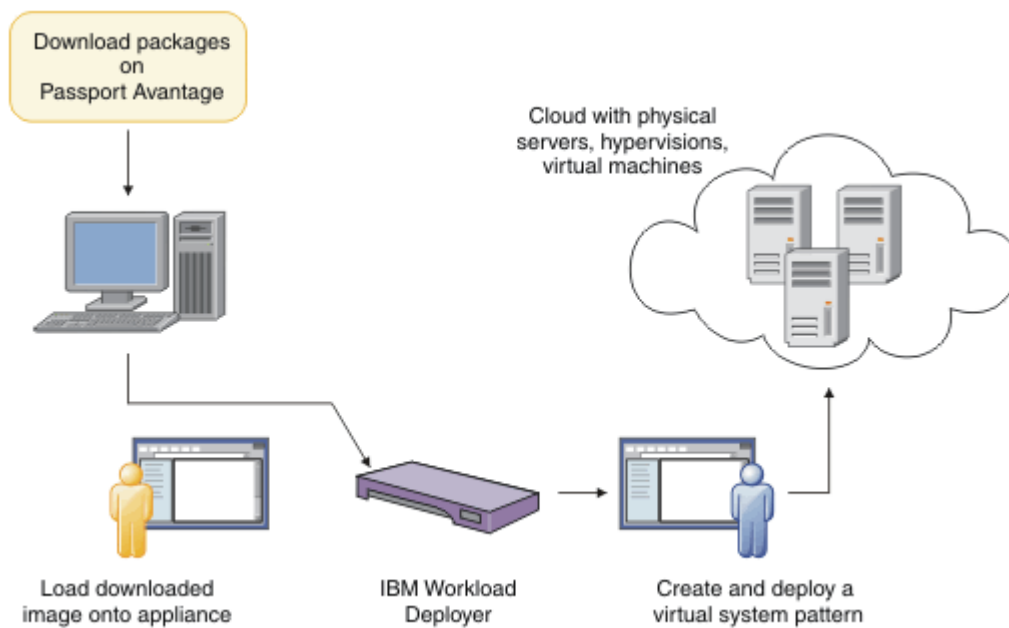 Download packages
on
Passport Avantage
Cloud with physical
servers, hypervisions,
virtual machines
Load downloaded
image onto appliance
IBM Workload
Deployer
Create and deploy a
virtual system pattern